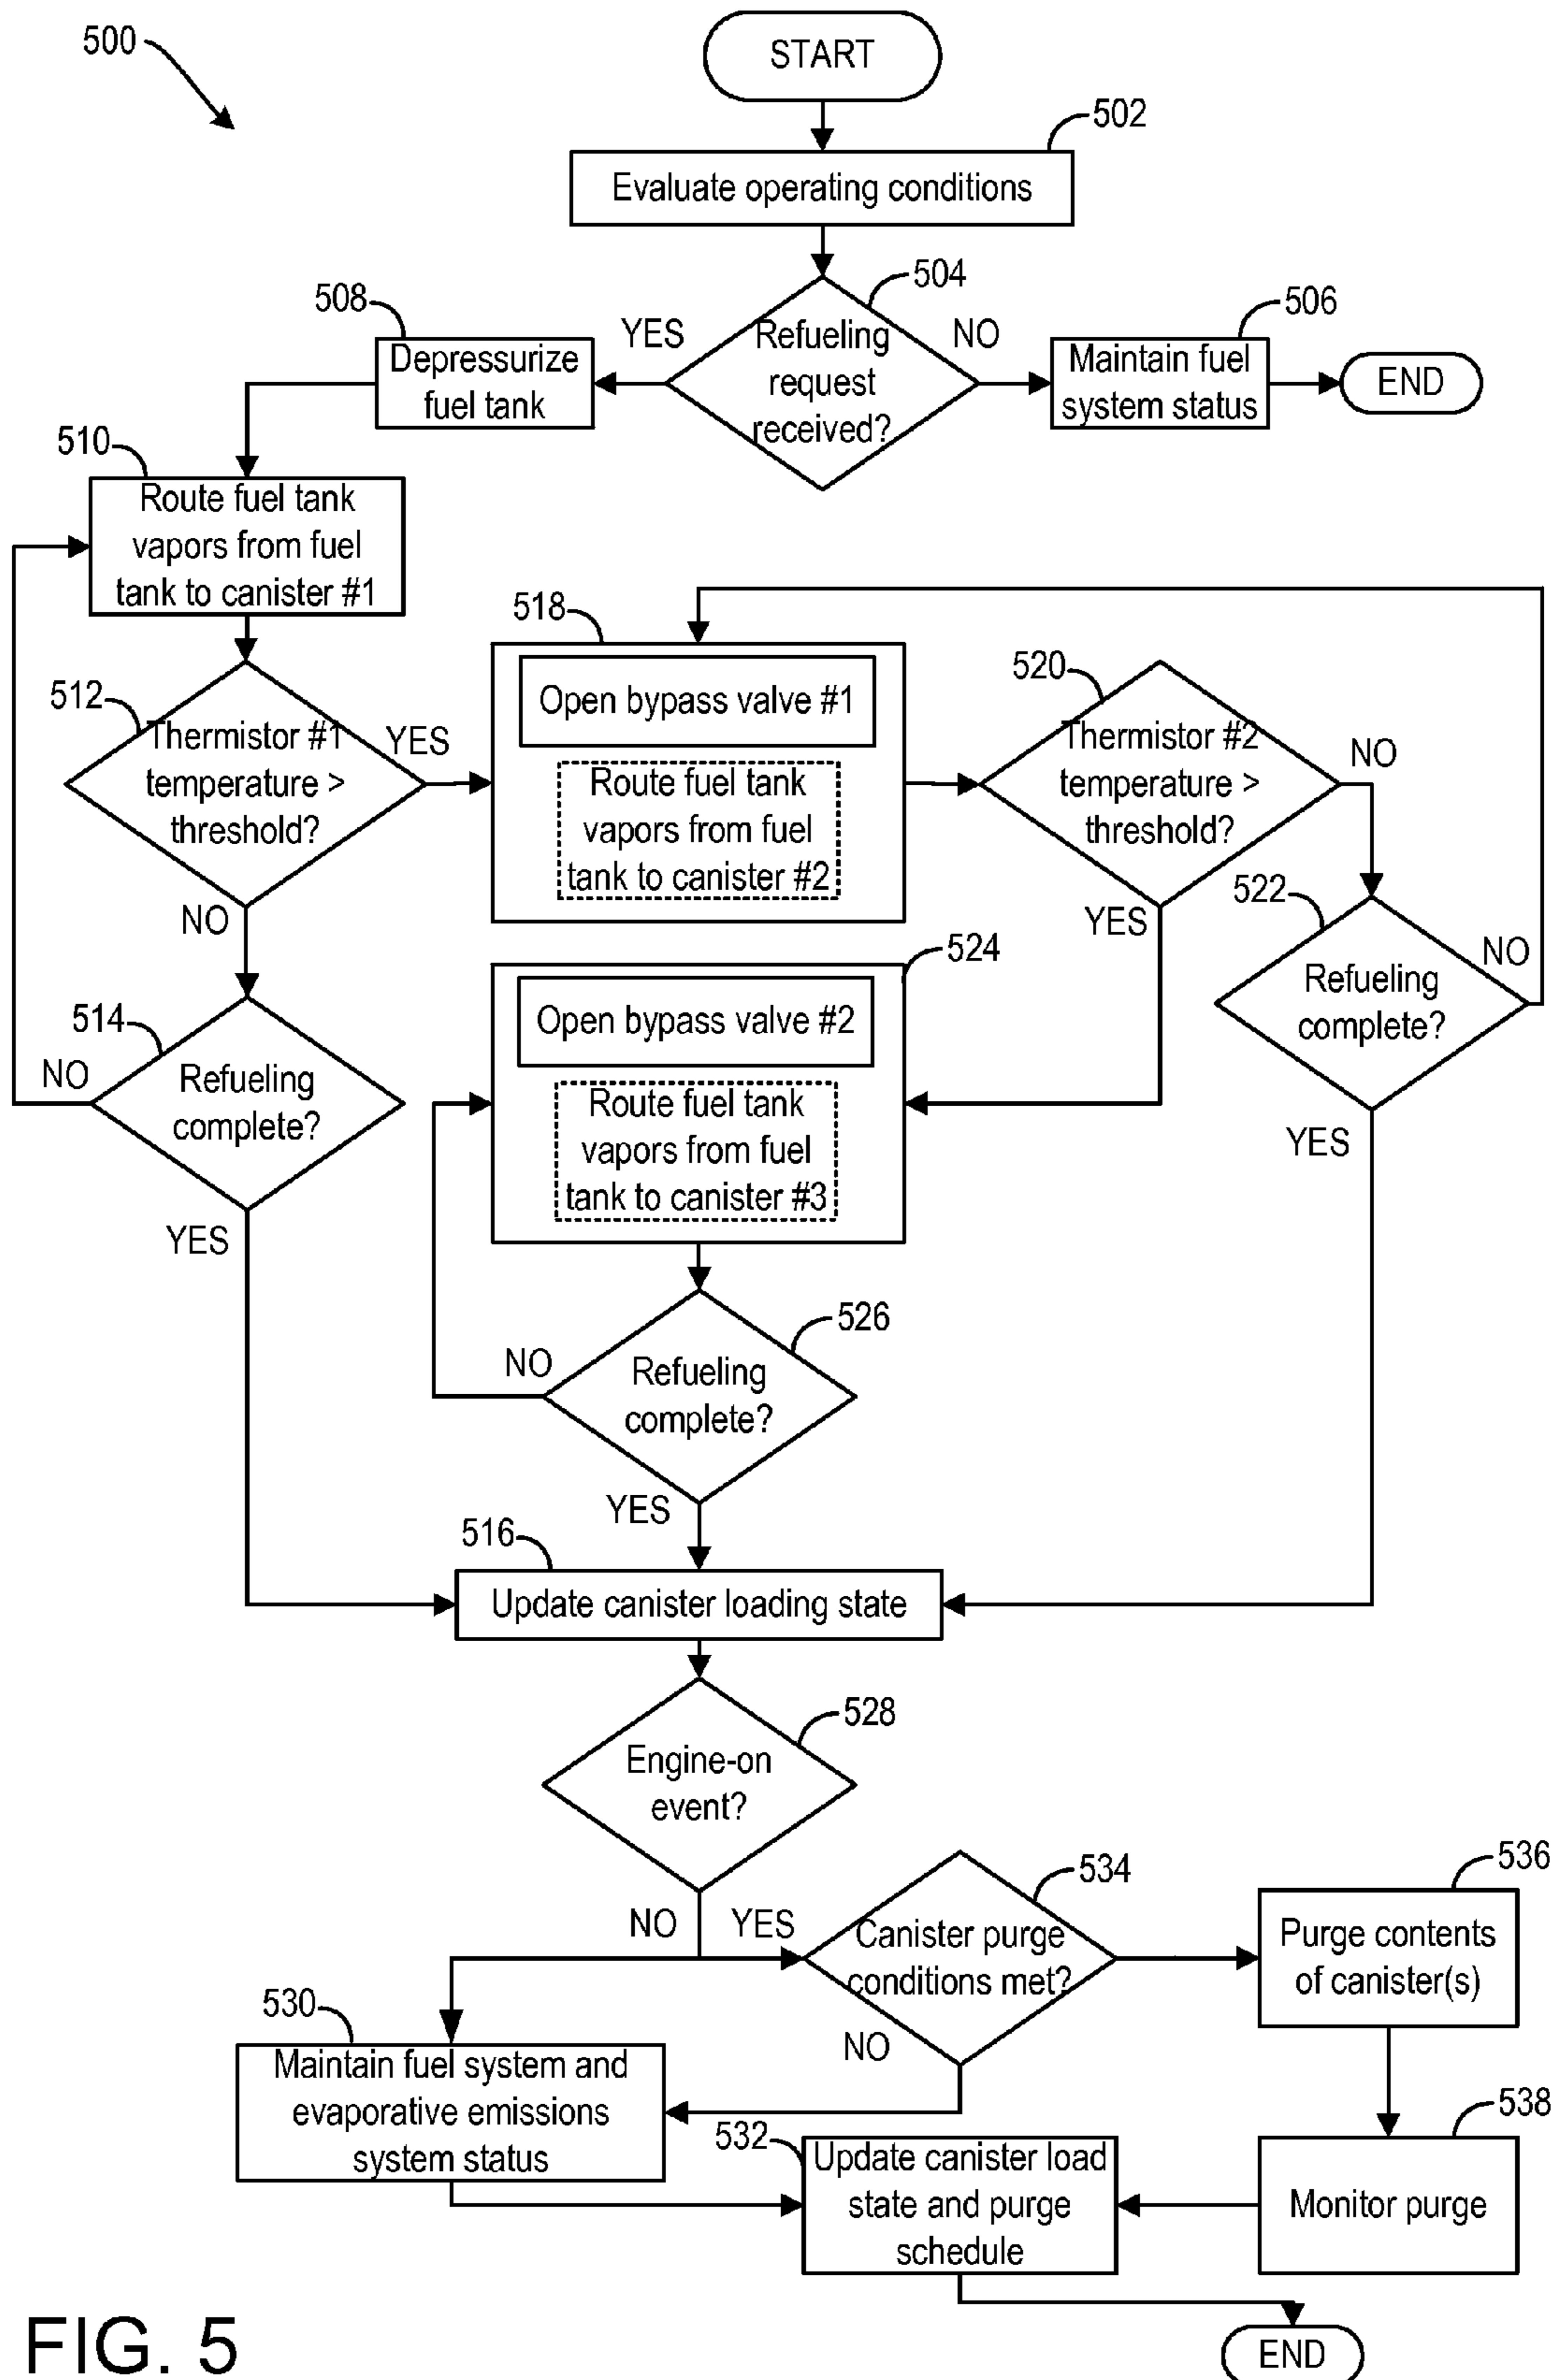 500
START
502
Evaluate operating conditions
504
508
506
YES
Refueling
request
received?
NO
Depressurize
fuel tank
Maintain fuel
system status
END
510
Route fuel tank
vapors from fuel
tank to canister #1
518
Open bypass valve #1
Route fuel tank
vapors from fuel
tank to canister #2
512
Thermistor #1
temperature >
threshold?
YES
NO
520
Thermistor #2
temperature >
threshold?
NO
YES
522
Refueling
complete?
NO
YES
524
Open bypass valve #2
Route fuel tank
vapors from fuel
tank to canister #3
514
Refueling
complete?
NO
YES
526
Refueling
complete?
NO
YES
516
Update canister loading state
528
Engine-on
event?
NO
YES
534
Canister purge
conditions met?
NO
536
Purge contents
of canister(s)
530
Maintain fuel system and
evaporative emissions
system status
532
Update canister load
state and purge
schedule
538
Monitor purge
END
FIG. 5